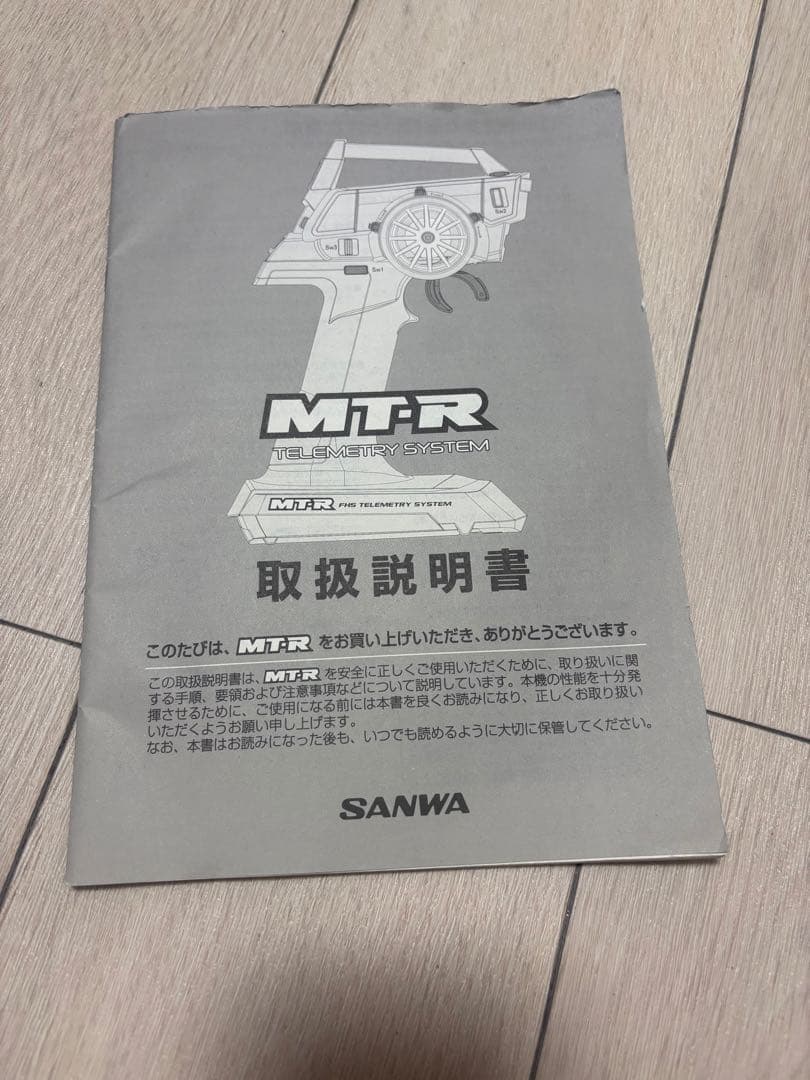 Sw2
Sw3
Sw1
MT-R
TELEMETRY SYSTEM
MT-R FH5 TELEMETRY SYSTEM
取扱説明書
このたびは、MT-Rをお買い上げいただき、ありがとうございます。
この取扱説明書は、MT-Rを安全に正しくご使用いただくために、取り扱いに関
する手順、要領および注意事項などについて説明しています。本機の性能を十分発
揮させるために、ご使用になる前には本書を良くお読みになり、正しくお取り扱い
いただくようお願い申し上げます。
なお、本書はお読みになった後も、いつでも読めるように大切に保管してください。
SANWA